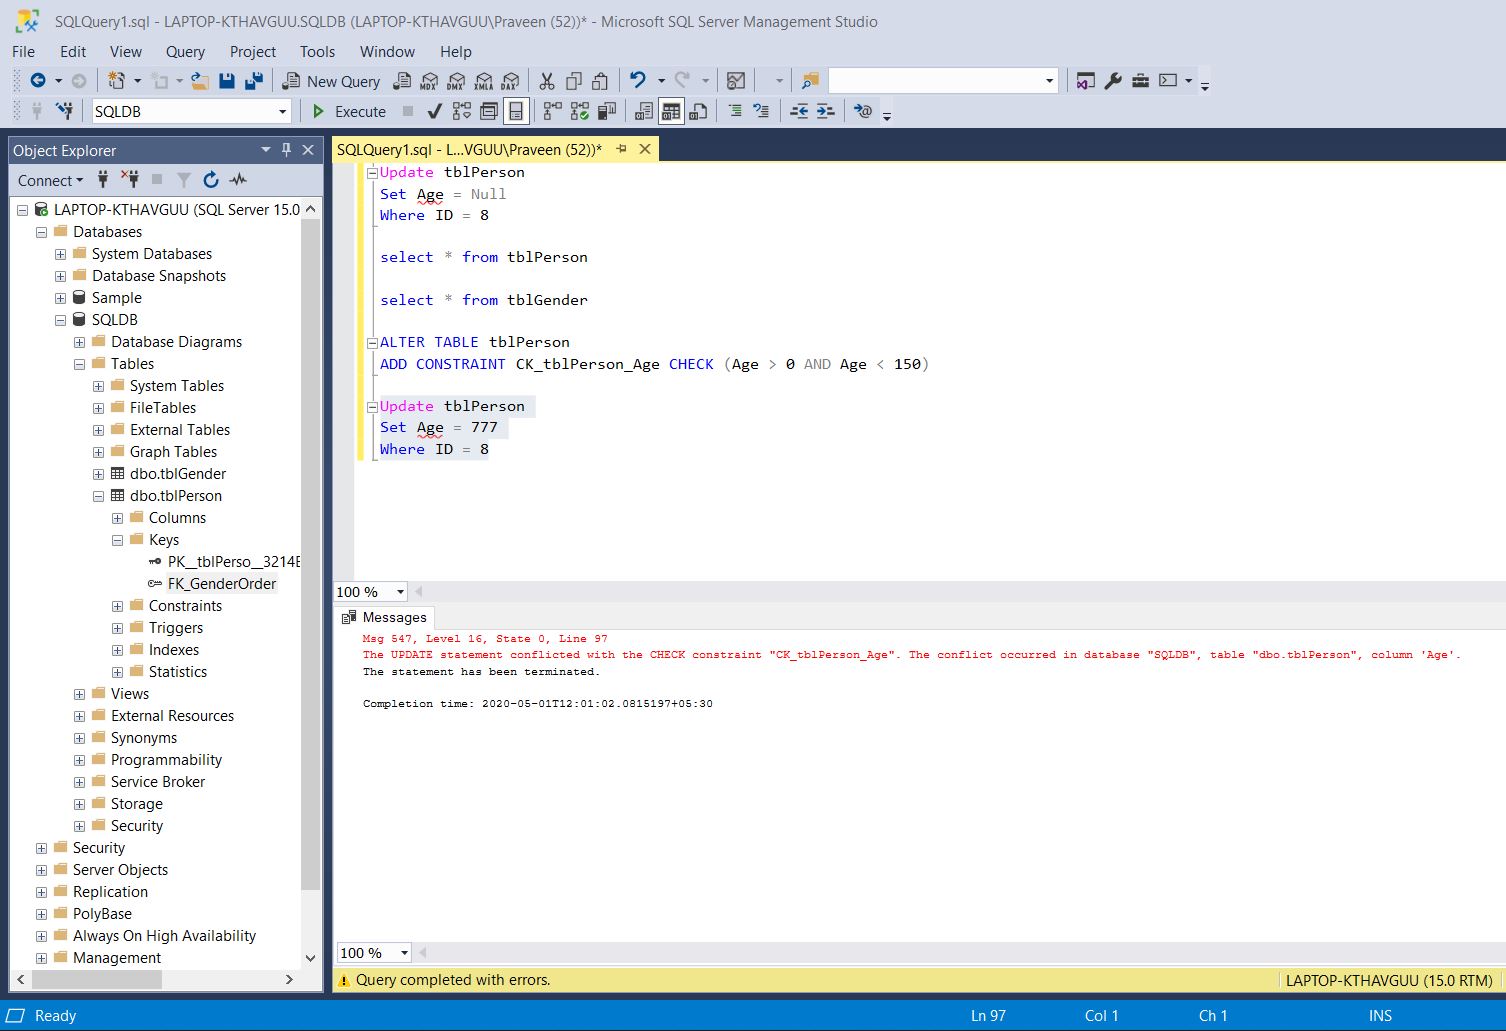 SQLQuery1.sql - LAPTOP-KTHAVGUU.SQLDB (LAPTOP-KTHAVGUU\Praveen (52))* - Microsoft SQL Server Management Studio
File Edit View Query Project Tools Window Help
New Query MDX DMX XMLA DAX
SQLDB Execute
Object Explorer
Connect
LAPTOP-KTHAVGUU (SQL Server 15.0
Databases
System Databases
Database Snapshots
Sample
SQLDB
Database Diagrams
Tables
System Tables
FileTables
External Tables
Graph Tables
dbo.tblGender
dbo.tblPerson
Columns
Keys
PK__tblPerso__3214E
FK_GenderOrder
Constraints
Triggers
Indexes
Statistics
Views
External Resources
Synonyms
Programmability
Service Broker
Storage
Security
Security
Server Objects
Replication
PolyBase
Always On High Availability
Management
SQLQuery1.sql - L...VGUU\Praveen (52))*
Update tblPerson
Set Age = Null
Where ID = 8
select * from tblPerson
select * from tblGender
ALTER TABLE tblPerson
ADD CONSTRAINT CK_tblPerson_Age CHECK (Age > 0 AND Age < 150)
Update tblPerson
Set Age = 777
Where ID = 8
100 %
Messages
Msg 547, Level 16, State 0, Line 97
The UPDATE statement conflicted with the CHECK constraint "CK_tblPerson_Age". The conflict occurred in database "SQLDB", table "dbo.tblPerson", column 'Age'.
The statement has been terminated.
Completion time: 2020-05-01T12:01:02.0815197+05:30
100 %
Query completed with errors. LAPTOP-KTHAVGUU (15.0 RTM)
Ready Ln 97 Col 1 Ch 1 INS